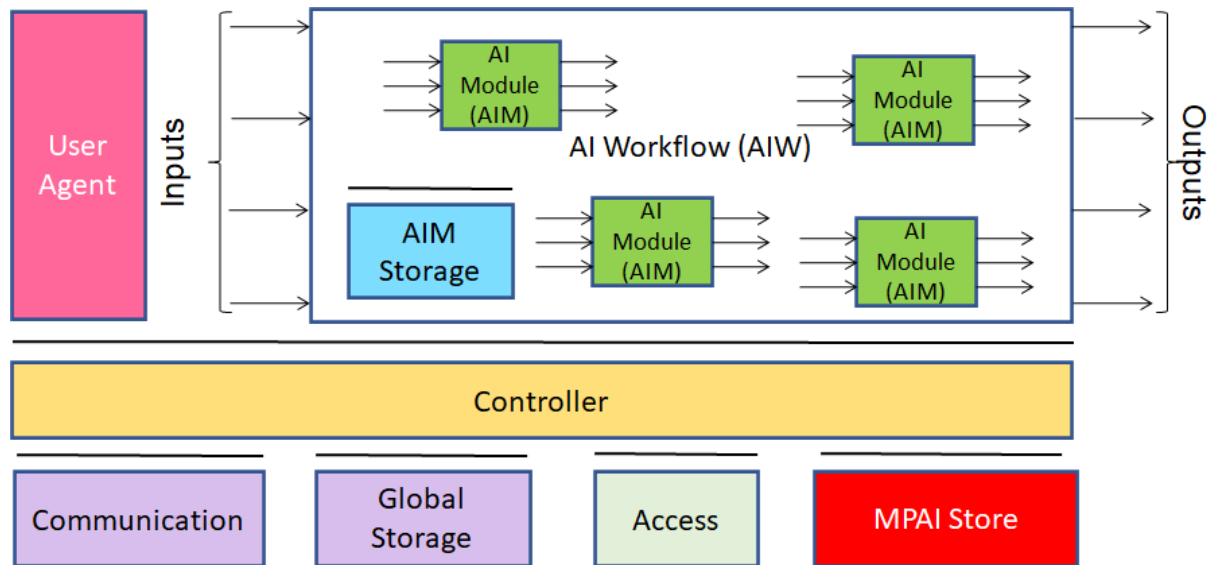 User
Agent
Inputs
AI
Module
(AIM)
AI
Module
(AIM)
AI Workflow (AIW)
AIM
Storage
AI
Module
(AIM)
AI
Module
(AIM)
Outputs
Controller
Communication
Global
Storage
Access
MPAI Store